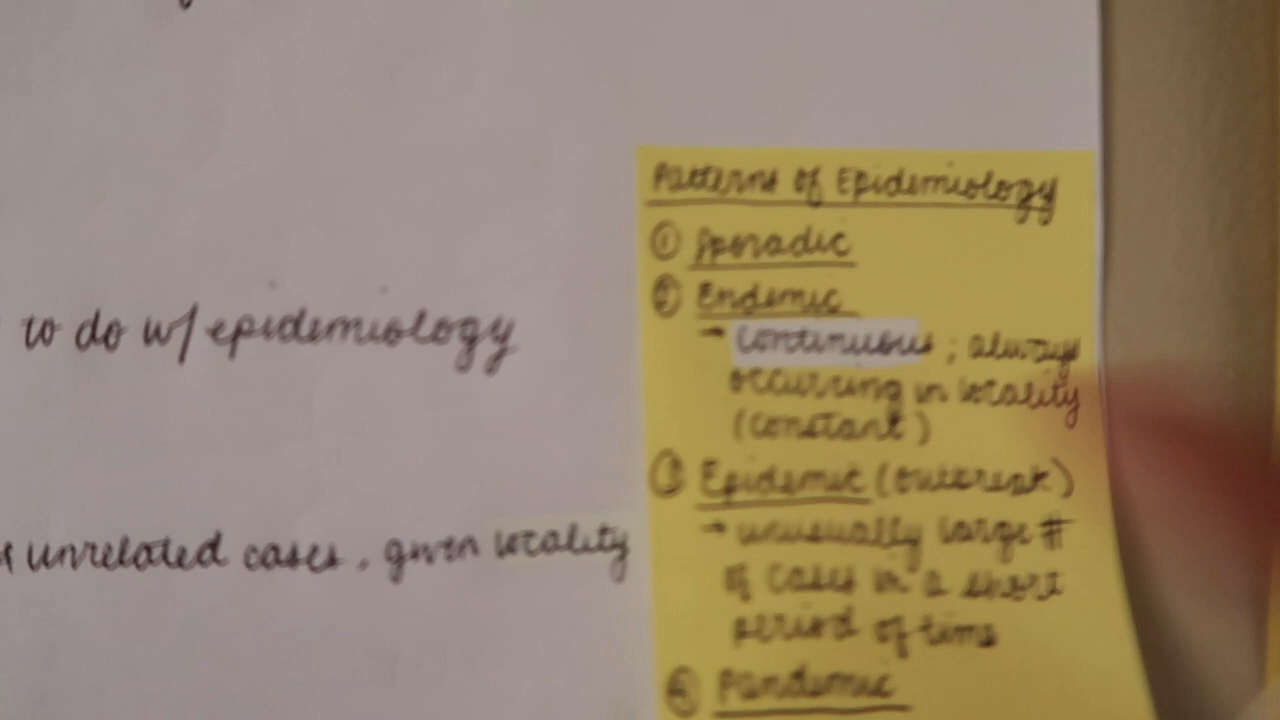 to do w/ epidemiology
unrelated cases, given locality
Patterns of Epidemiology
① Sporadic
② Endemic
→ continuous ; always
occurring in locality
(constant)
③ Epidemic (outbreak)
→ unusually large #
of cases in a short
period of time
④ Pandemic